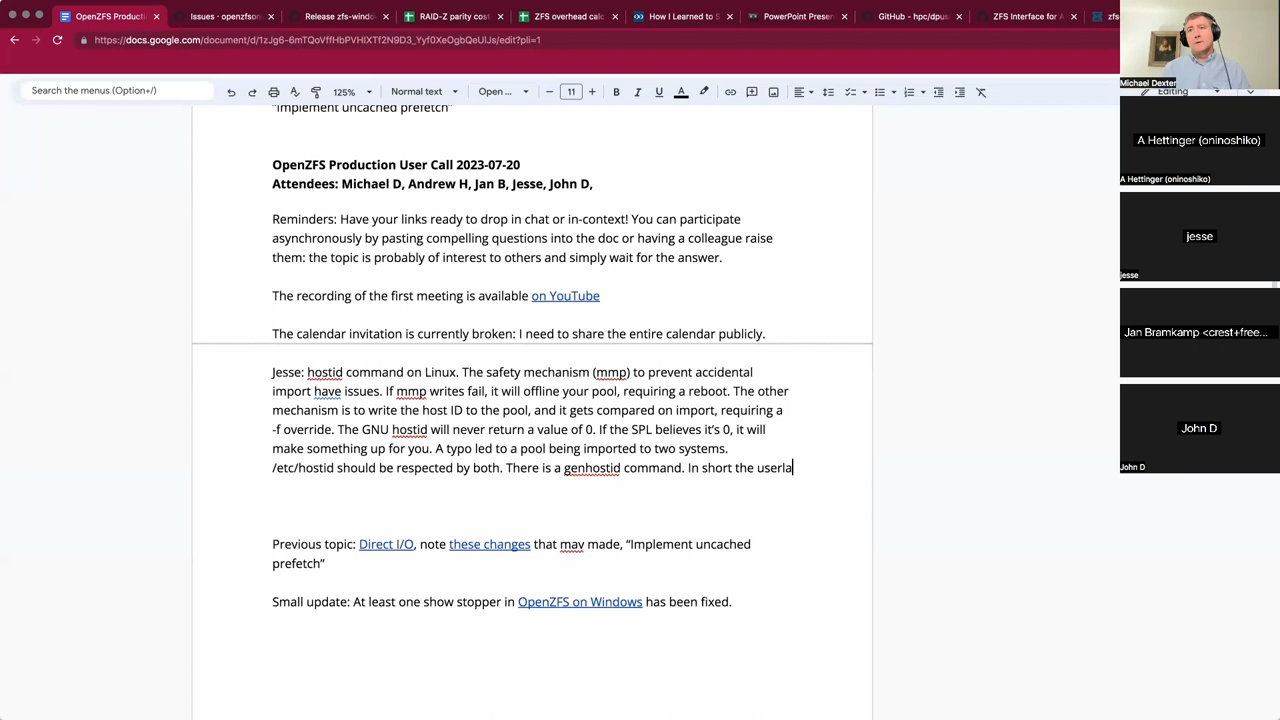 OpenZFS Producti
Issues · openzfson
Release zfs-windo
RAID-Z parity cost
ZFS overhead calc
How I Learned to S
PowerPoint Presen
GitHub - hpc/dpus
ZFS Interface for A
zfs
https://docs.google.com/document/d/1zJg6-6mTQoVffHbPVHIXTf2N9D3_Yyf0XeOgbQeUlJs/edit?pli=1
Search the menus (Option+/)
125%
Normal text
Open ...
11
B I U A
Editing
"Implement uncached prefetch"
OpenZFS Production User Call 2023-07-20
Attendees: Michael D, Andrew H, Jan B, Jesse, John D,
Reminders: Have your links ready to drop in chat or in-context! You can participate
asynchronously by pasting compelling questions into the doc or having a colleague raise
them: the topic is probably of interest to others and simply wait for the answer.
The recording of the first meeting is available on YouTube
The calendar invitation is currently broken: I need to share the entire calendar publicly.
Jesse: hostid command on Linux. The safety mechanism (mmp) to prevent accidental
import have issues. If mmp writes fail, it will offline your pool, requiring a reboot. The other
mechanism is to write the host ID to the pool, and it gets compared on import, requiring a
-f override. The GNU hostid will never return a value of 0. If the SPL believes it's 0, it will
make something up for you. A typo led to a pool being imported to two systems.
/etc/hostid should be respected by both. There is a genhostid command. In short the userla
Previous topic: Direct I/O, note these changes that mav made, “Implement uncached
prefetch”
Small update: At least one show stopper in OpenZFS on Windows has been fixed.
Michael Dexter
A Hettinger (oninoshiko)
A Hettinger (oninoshiko)
jesse
jesse
Jan Bramkamp <crest+free...
John D
John D